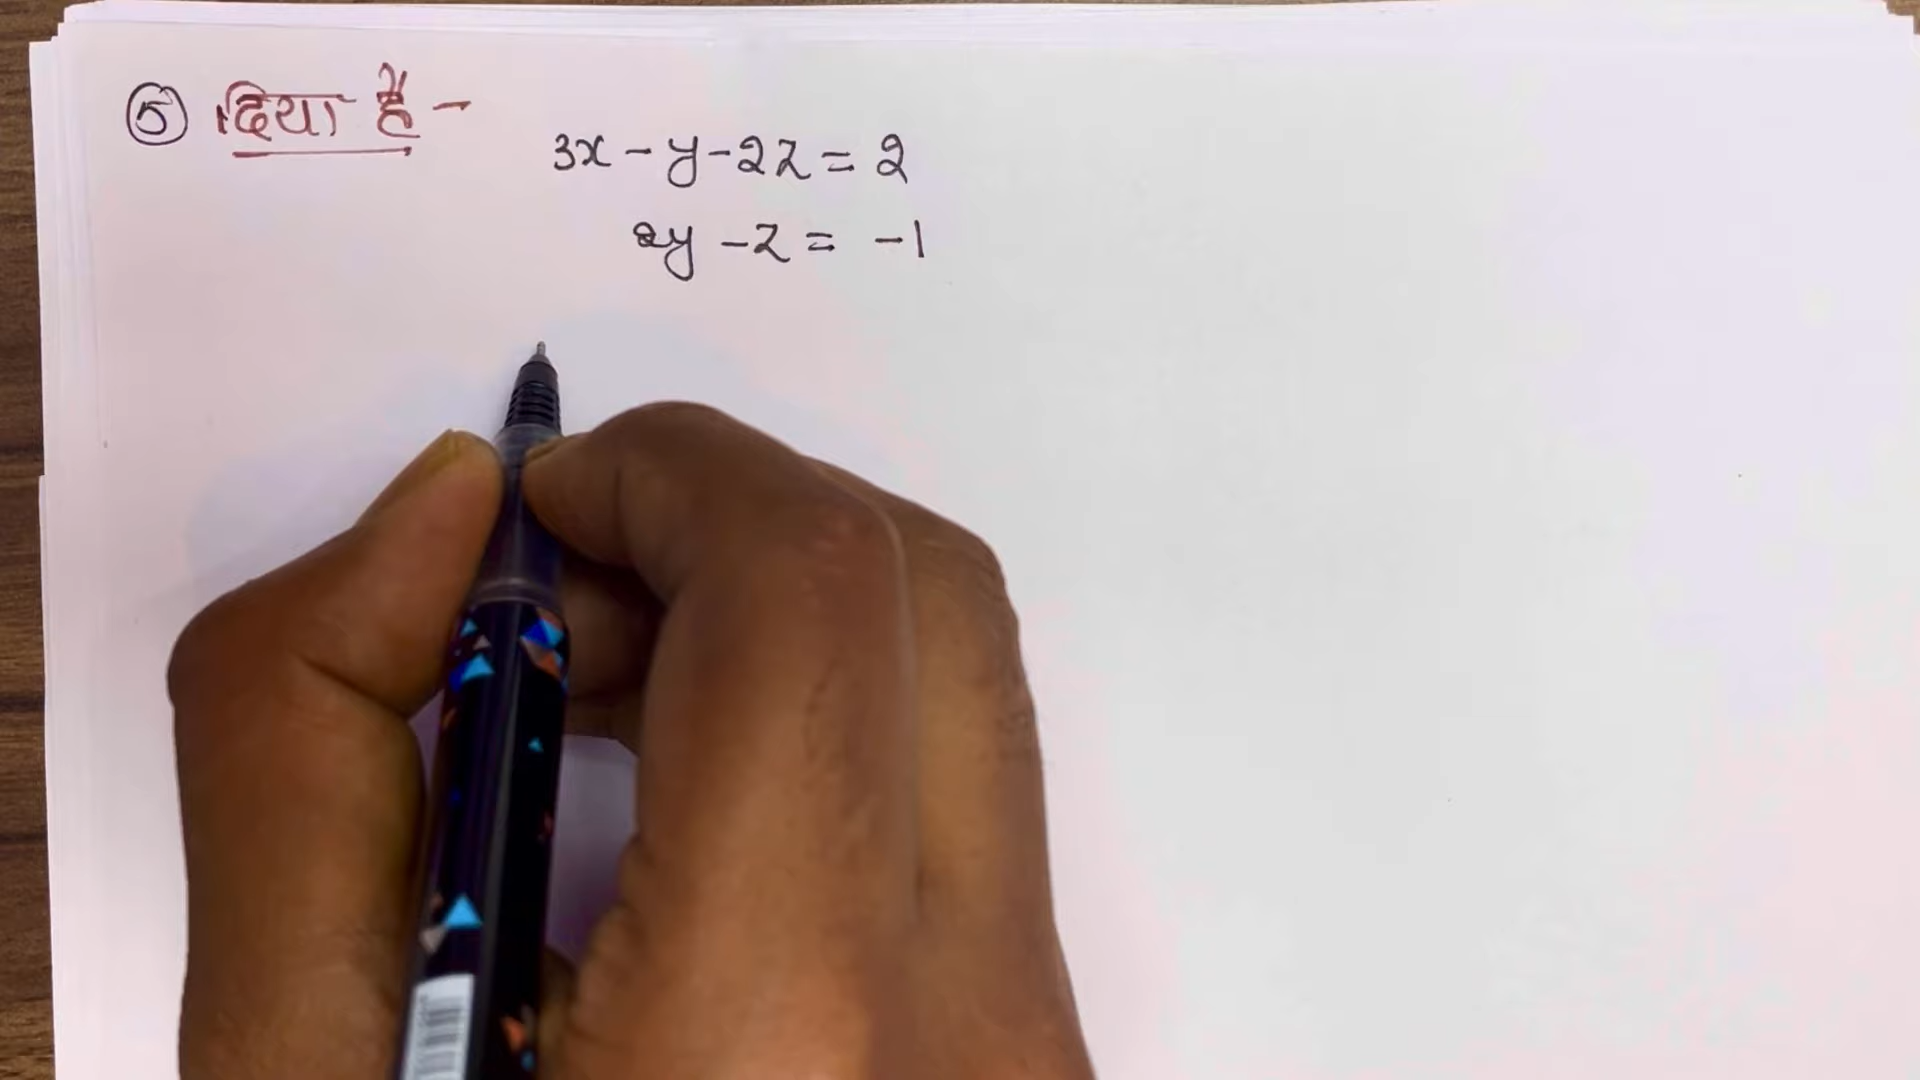 ⑤ दिया है -
3x - y - 2z = 2
2y - z = -1